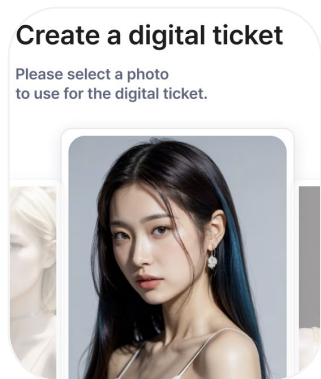 Create a digital ticket
Please select a photo
to use for the digital ticket.